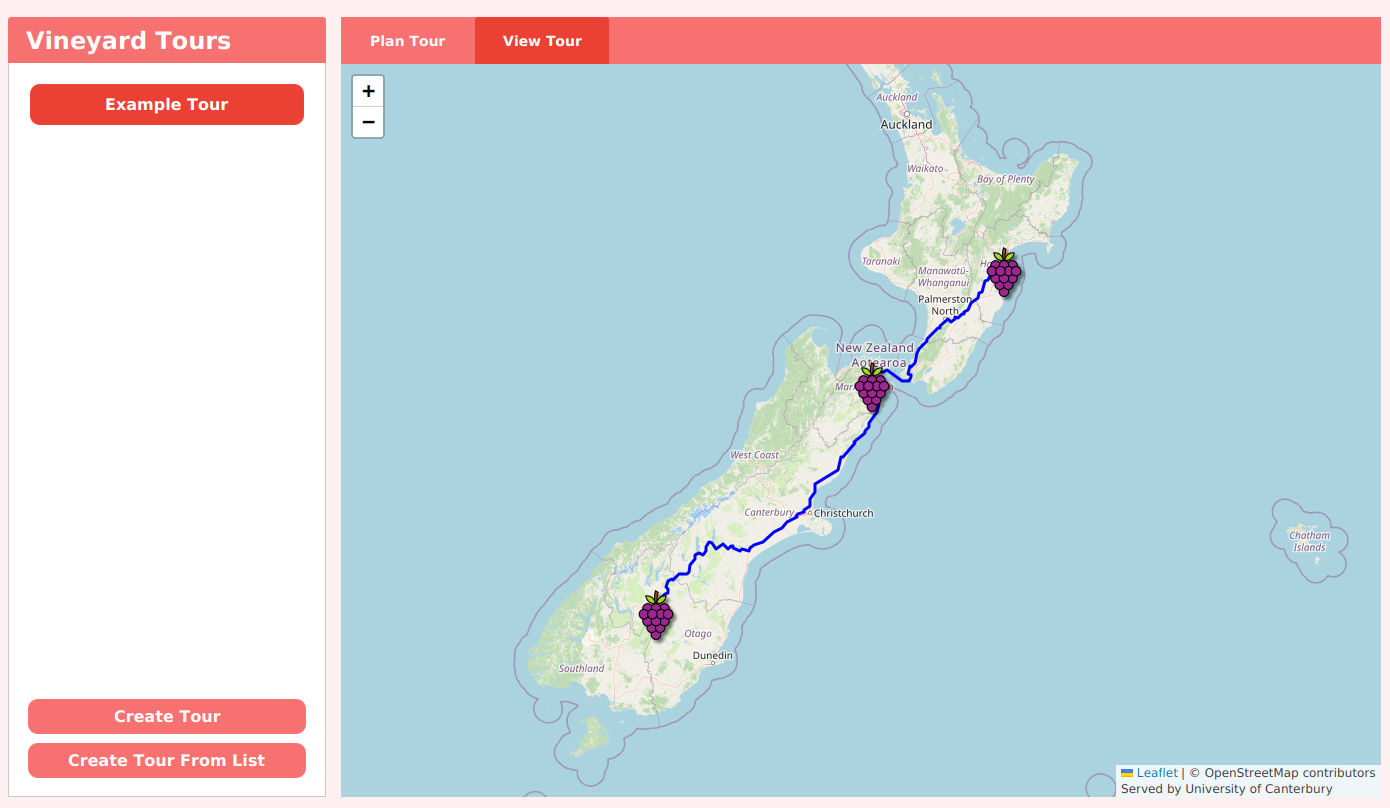 Vineyard Tours
Example Tour
Create Tour
Create Tour From List
Plan Tour
View Tour
+
−
Auckland
Auckland
Waikato
Bay of Plenty
Taranaki
Manawatū-
Whanganui
Palmerston
North
New Zealand
Aotearoa
West Coast
Canterbury
Christchurch
Chatham
Islands
Otago
Dunedin
Southland
Leaflet | © OpenStreetMap contributors
Served by University of Canterbury